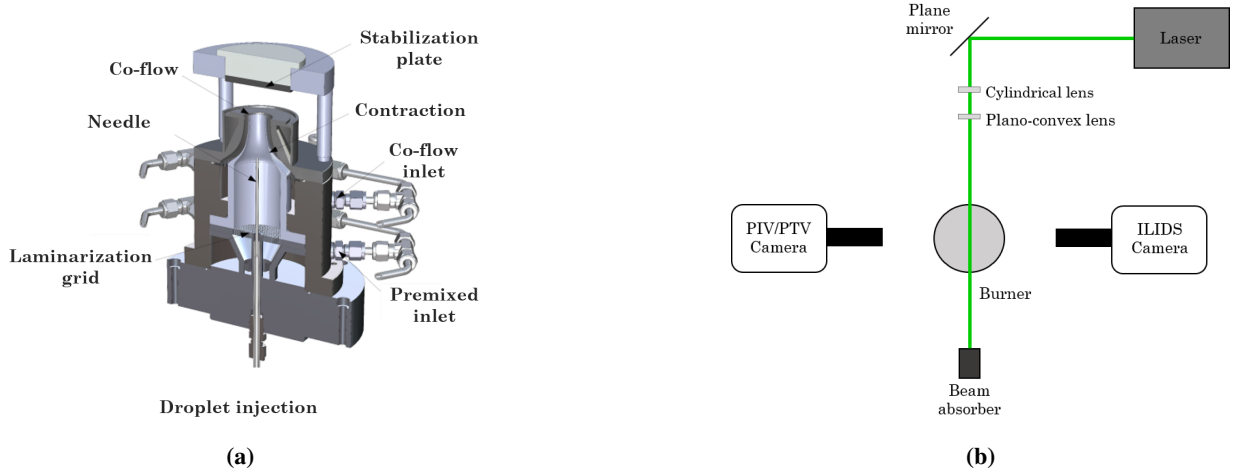 Stabilization
plate
Co-flow
Contraction
Needle
Co-flow
inlet
Laminarization
grid
Premixed
inlet
Droplet injection
(a)
Plane
mirror
Laser
Cylindrical lens
Plano-convex lens
PIV/PTV
Camera
ILIDS
Camera
Burner
Beam
absorber
(b)